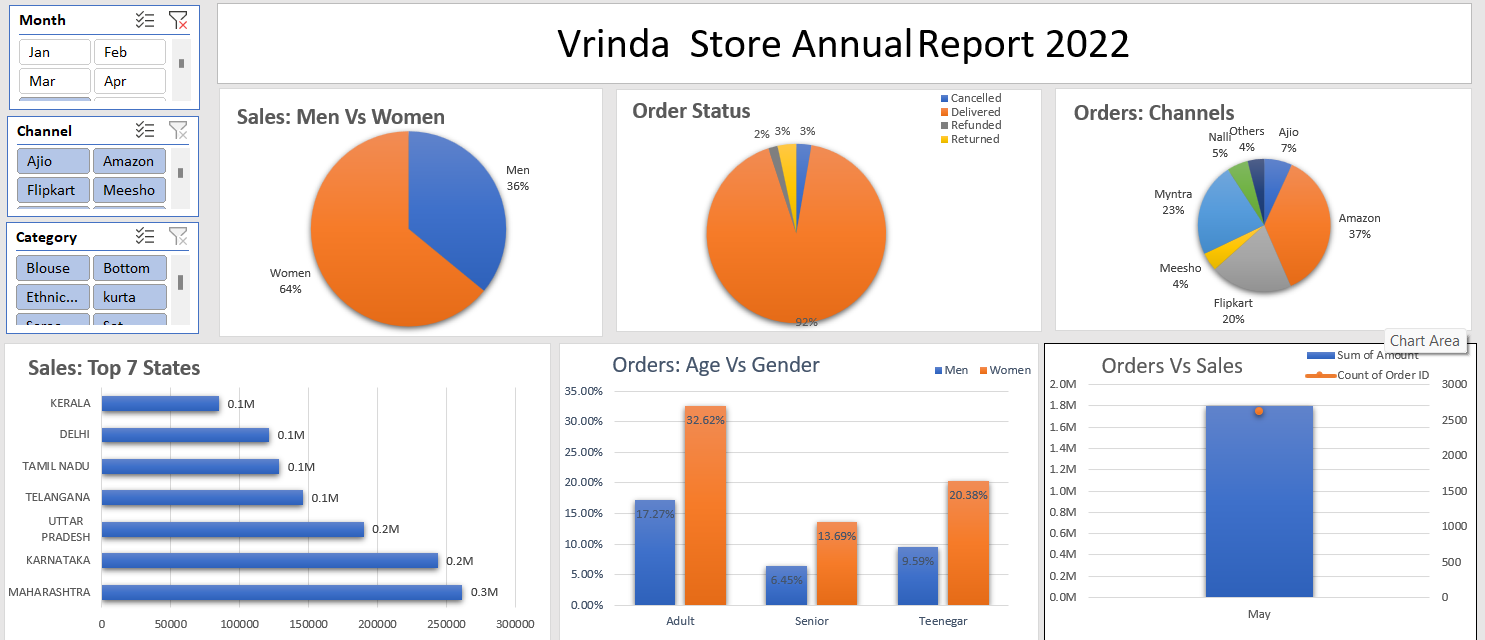 Month
Jan
Feb
Mar
Apr
Channel
Ajio
Amazon
Flipkart
Meesho
Category
Blouse
Bottom
Ethnic...
kurta
Vrinda Store Annual Report 2022
Sales: Men Vs Women
Men
36%
Women
64%
Order Status
Cancelled
Delivered
Refunded
Returned
2%
3%
3%
92%
Orders: Channels
Nalli
5%
Others
4%
Ajio
7%
Myntra
23%
Amazon
37%
Meesho
4%
Flipkart
20%
Sales: Top 7 States
KERALA
0.1M
DELHI
0.1M
TAMIL NADU
0.1M
TELANGANA
0.1M
UTTAR
PRADESH
0.2M
KARNATAKA
0.2M
MAHARASHTRA
0.3M
0 50000 100000 150000 200000 250000 300000
Orders: Age Vs Gender
Men
Women
35.00%
30.00%
25.00%
20.00%
15.00%
10.00%
5.00%
0.00%
17.27%
32.62%
6.45%
13.69%
9.59%
20.38%
Adult
Senior
Teenegar
Chart Area
Orders Vs Sales
Sum of Amount
Count of Order ID
2.0M
1.8M
1.6M
1.4M
1.2M
1.0M
0.8M
0.6M
0.4M
0.2M
0.0M
3000
2500
2000
1500
1000
500
0
May